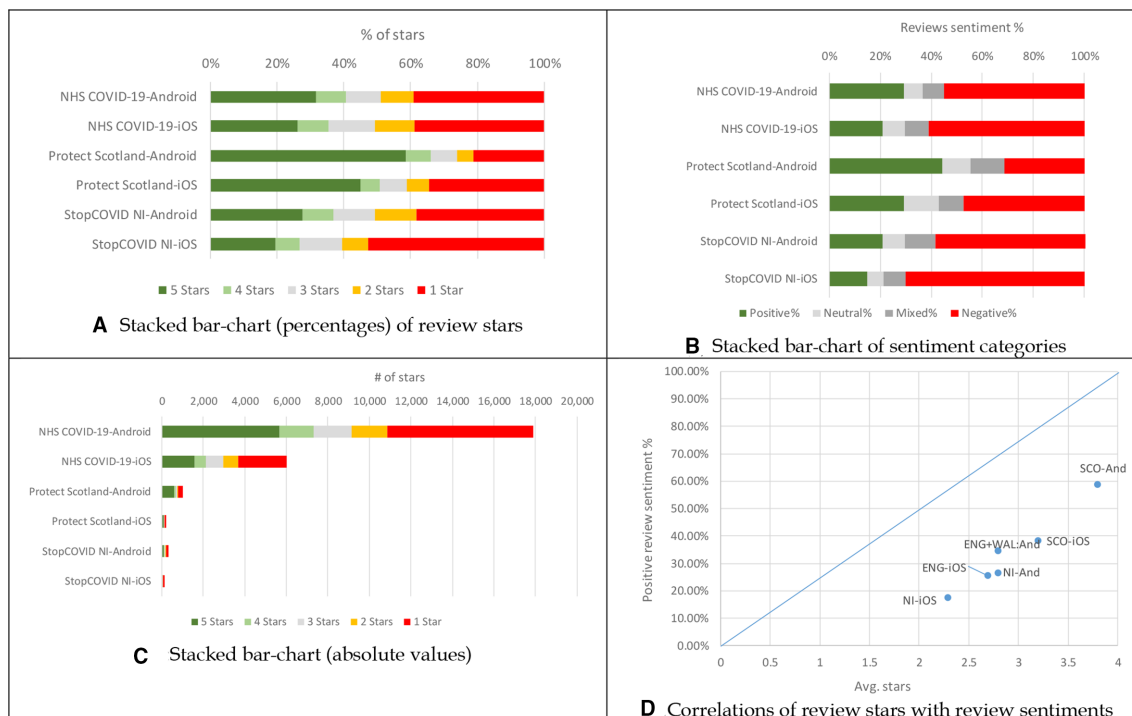 % of stars
0% 20% 40% 60% 80% 100%
NHS COVID-19-Android
NHS COVID-19-iOS
Protect Scotland-Android
Protect Scotland-iOS
StopCOVID NI-Android
StopCOVID NI-iOS
5 Stars 4 Stars 3 Stars 2 Stars 1 Star
A Stacked bar-chart (percentages) of review stars
Reviews sentiment %
0% 20% 40% 60% 80% 100%
NHS COVID-19-Android
NHS COVID-19-iOS
Protect Scotland-Android
Protect Scotland-iOS
StopCOVID NI-Android
StopCOVID NI-iOS
Positive% Neutral% Mixed% Negative%
B Stacked bar-chart of sentiment categories
# of stars
0 2,000 4,000 6,000 8,000 10,000 12,000 14,000 16,000 18,000 20,000
NHS COVID-19-Android
NHS COVID-19-iOS
Protect Scotland-Android
Protect Scotland-iOS
StopCOVID NI-Android
StopCOVID NI-iOS
5 Stars 4 Stars 3 Stars 2 Stars 1 Star
C Stacked bar-chart (absolute values)
Positive review sentiment %
100.00%
90.00%
80.00%
70.00%
60.00%
50.00%
40.00%
30.00%
20.00%
10.00%
0.00%
SCO-And
ENG+WAL:And SCO-iOS
ENG-iOS NI-And
NI-iOS
0 0.5 1 1.5 2 2.5 3 3.5 4
Avg. stars
D Correlations of review stars with review sentiments